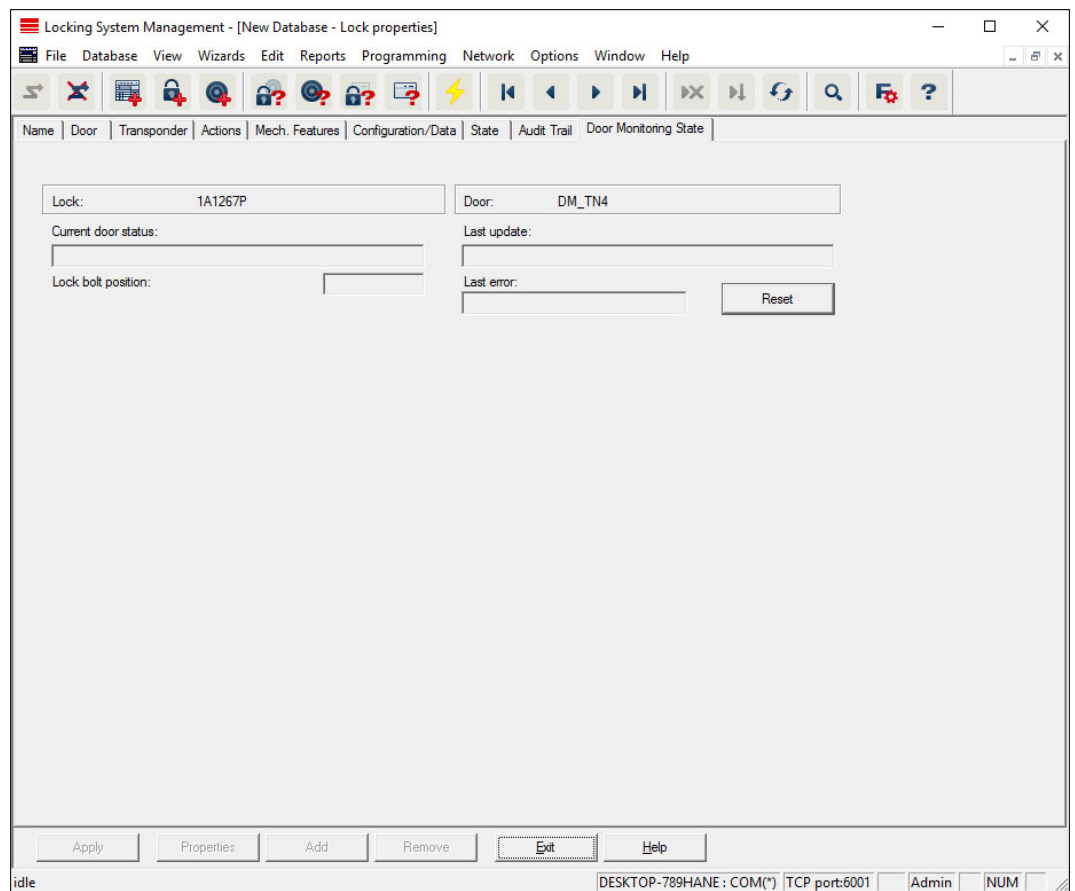 Locking System Management - [New Database - Lock properties]
File Database View Wizards Edit Reports Programming Network Options Window Help
Name Door Transponder Actions Mech. Features Configuration/Data State Audit Trail Door Monitoring State
Lock: 1A1267P Door: DM_TN4
Current door status: Last update:
Lock bolt position: Last error:
Reset
Apply Properties Add Remove Exit Help
idle DESKTOP-789HANE : COM(*) TCP port:6001 Admin NUM